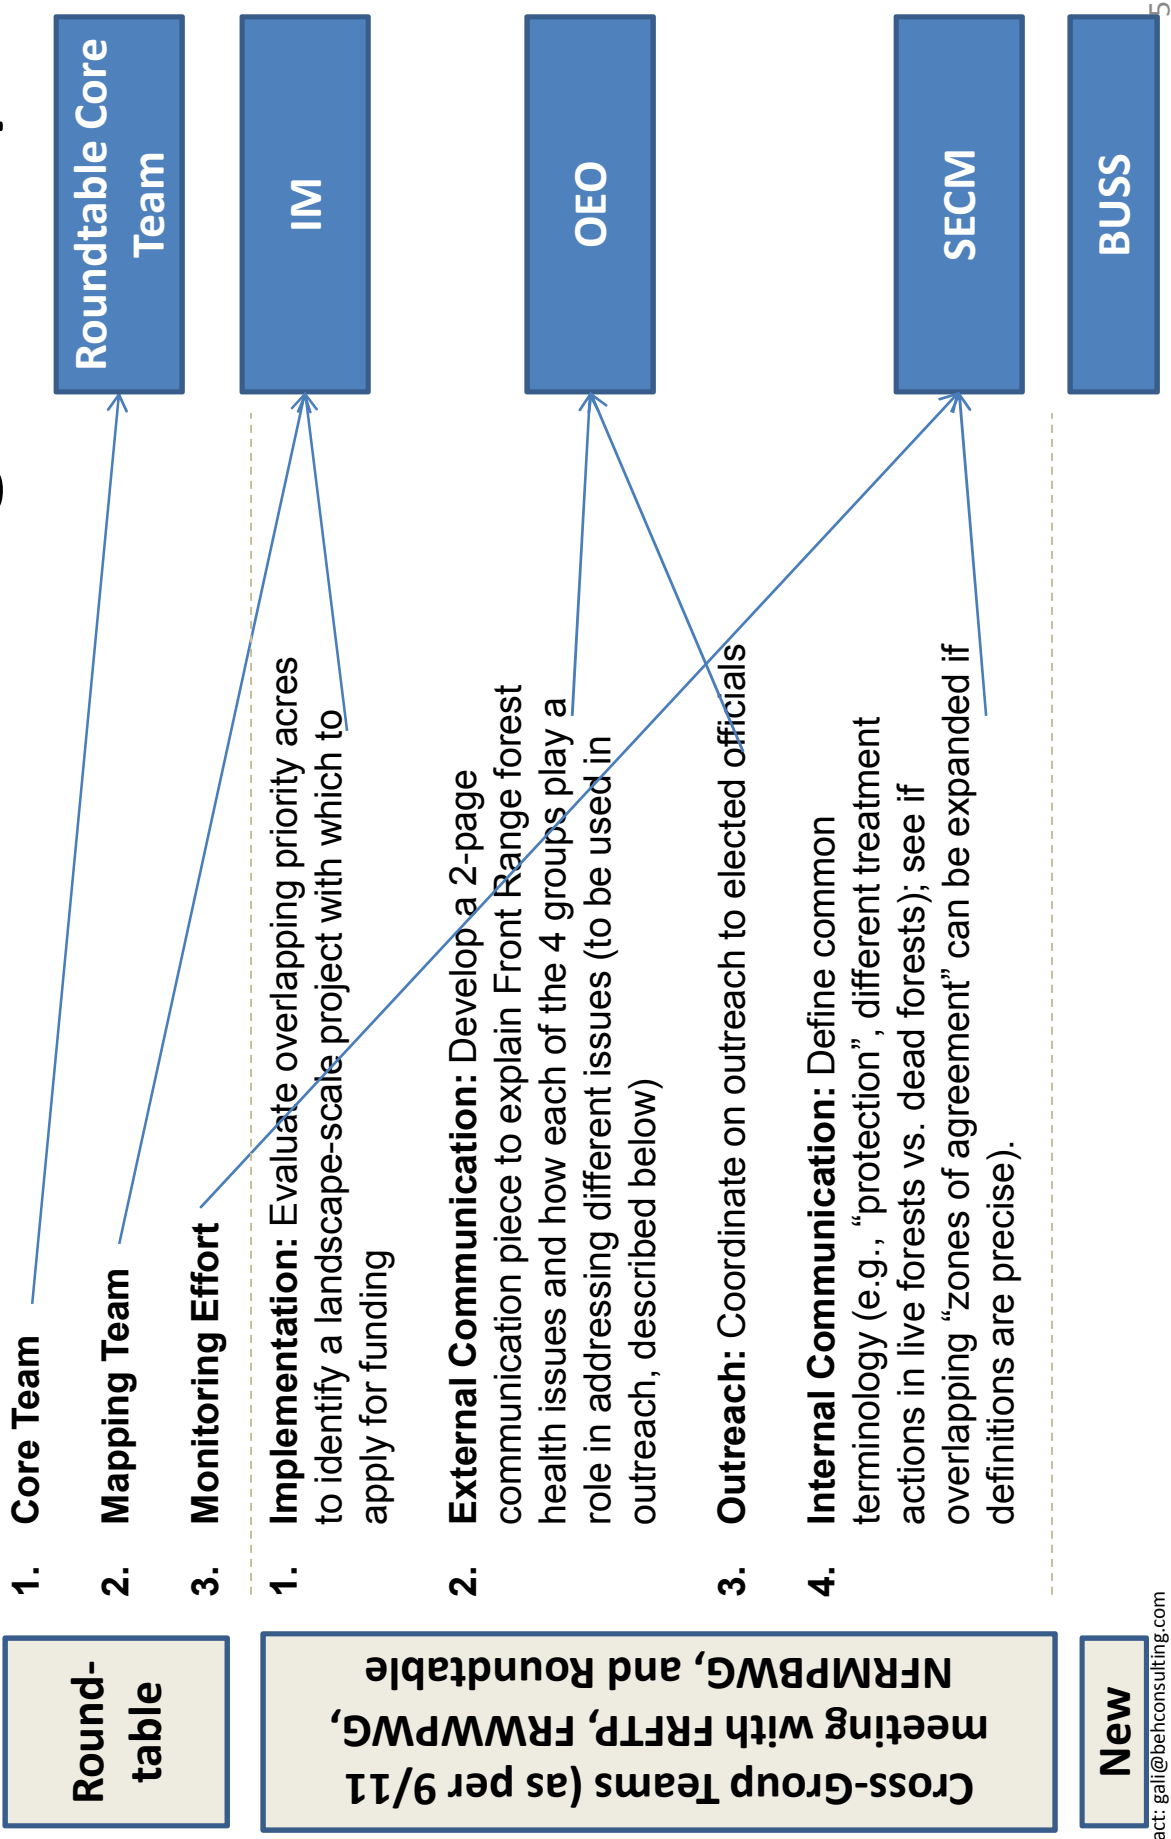 Round-
table
1. Core Team
2. Mapping Team
3. Monitoring Effort
Roundtable Core
Team
Cross-Group Teams (as per 9/11
meeting with FRFTP, FRWWPWG,
NFRMPBWG, and Roundtable
1. Implementation: Evaluate overlapping priority acres
to identify a landscape-scale project with which to
apply for funding
IM
2. External Communication: Develop a 2-page
communication piece to explain Front Range forest
health issues and how each of the 4 groups play a
role in addressing different issues (to be used in
outreach, described below)
OEO
3. Outreach: Coordinate on outreach to elected officials
4. Internal Communication: Define common
terminology (e.g., “protection”, different treatment
actions in live forests vs. dead forests); see if
overlapping “zones of agreement” can be expanded if
definitions are precise).
SECM
New
BUSS
act: gali@behconsulting.com
5